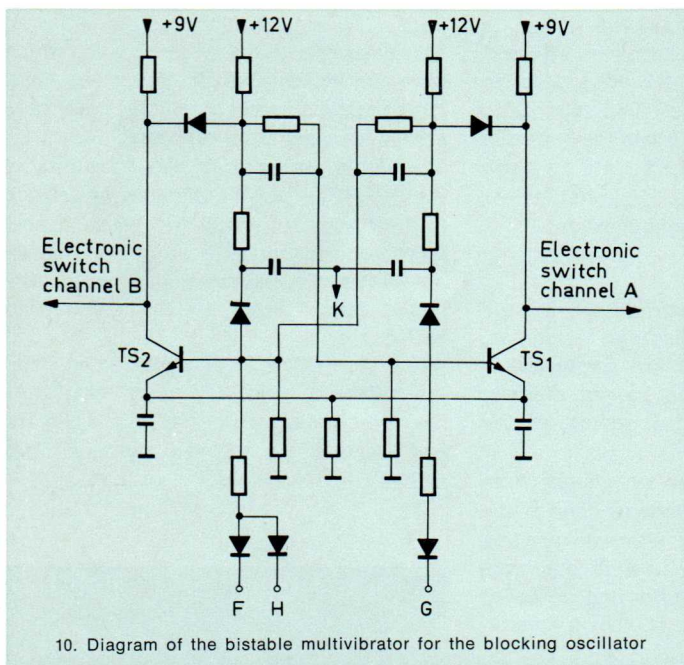 +9V +12V +12V +9V
Electronic
switch
channel B
Electronic
switch
channel A
K
TS2
TS1
F H G
10. Diagram of the bistable multivibrator for the blocking oscillator